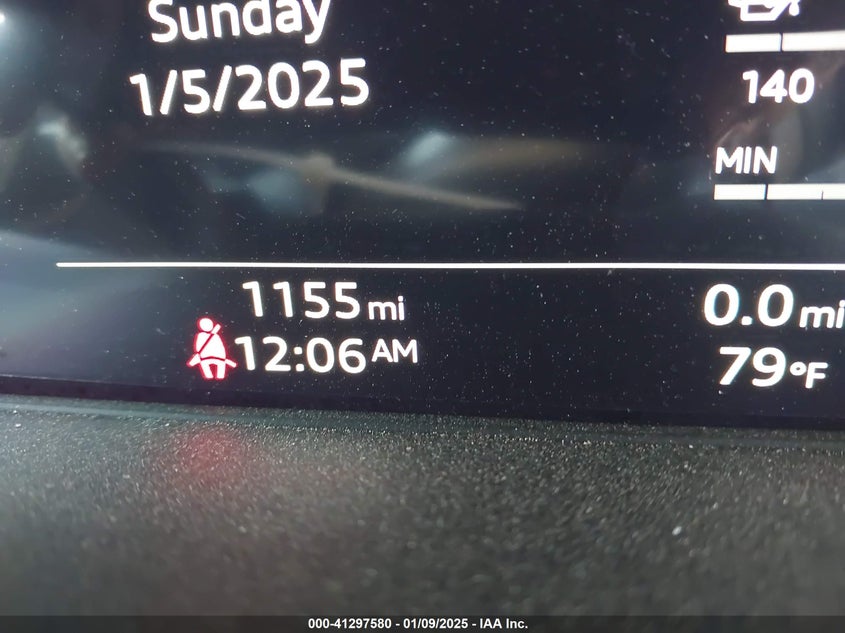 Sunday
1/5/2025
140
MIN
1155 mi
0.0 mi
12:06 AM
79°F
000-41297580 - 01/09/2025 - IAA Inc.